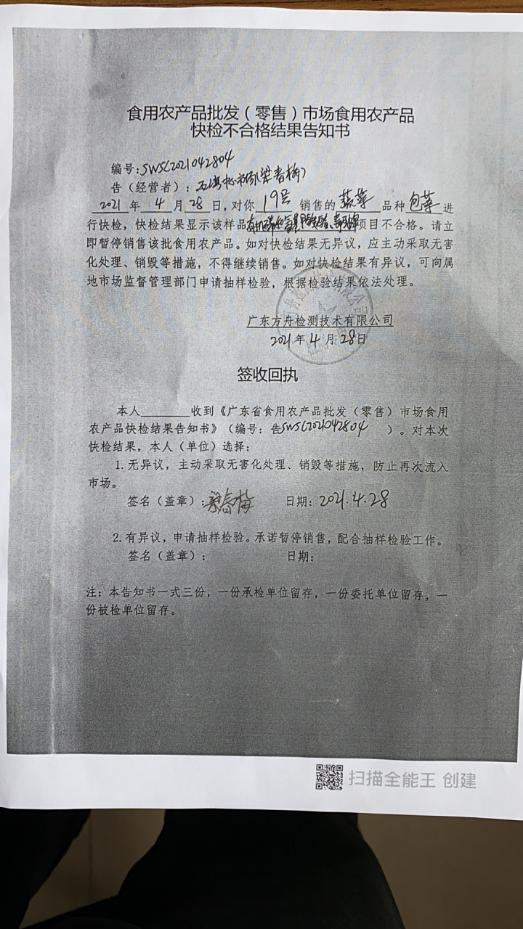 食用农产品批发（零售）市场食用农产品
快检不合格结果告知书
编号：SWSC2021042804
告（经营者）：
2021 年 4 月 28 日，对你 19号 销售的 蔬菜 品种 包菜 进
行快检，快检结果显示该样品 项目不合格。请立
即暂停销售该批食用农产品。如对快检结果无异议，应主动采取无害
化处理、销毁等措施，不得继续销售。如对快检结果有异议，可向属
地市场监督管理部门申请抽样检验，根据检验结果依法处理。
广东方舟检测技术有限公司
2021年4月28日
签收回执
本人 收到《广东省食用农产品批发（零售）市场食用
农产品快检结果告知书》（编号：告SWSC2021042804 ）。对本次
快检结果，本人（单位）选择：
1.无异议，主动采取无害化处理、销毁等措施，防止再次流入
市场。
签名（盖章）： 日期：2021.4.28
2.有异议，申请抽样检验。承诺暂停销售，配合抽样检验工作。
签名（盖章）： 日期：
注：本告知书一式三份，一份承检单位留存，一份委托单位留存，一
份被检单位留存。
扫描全能王 创建